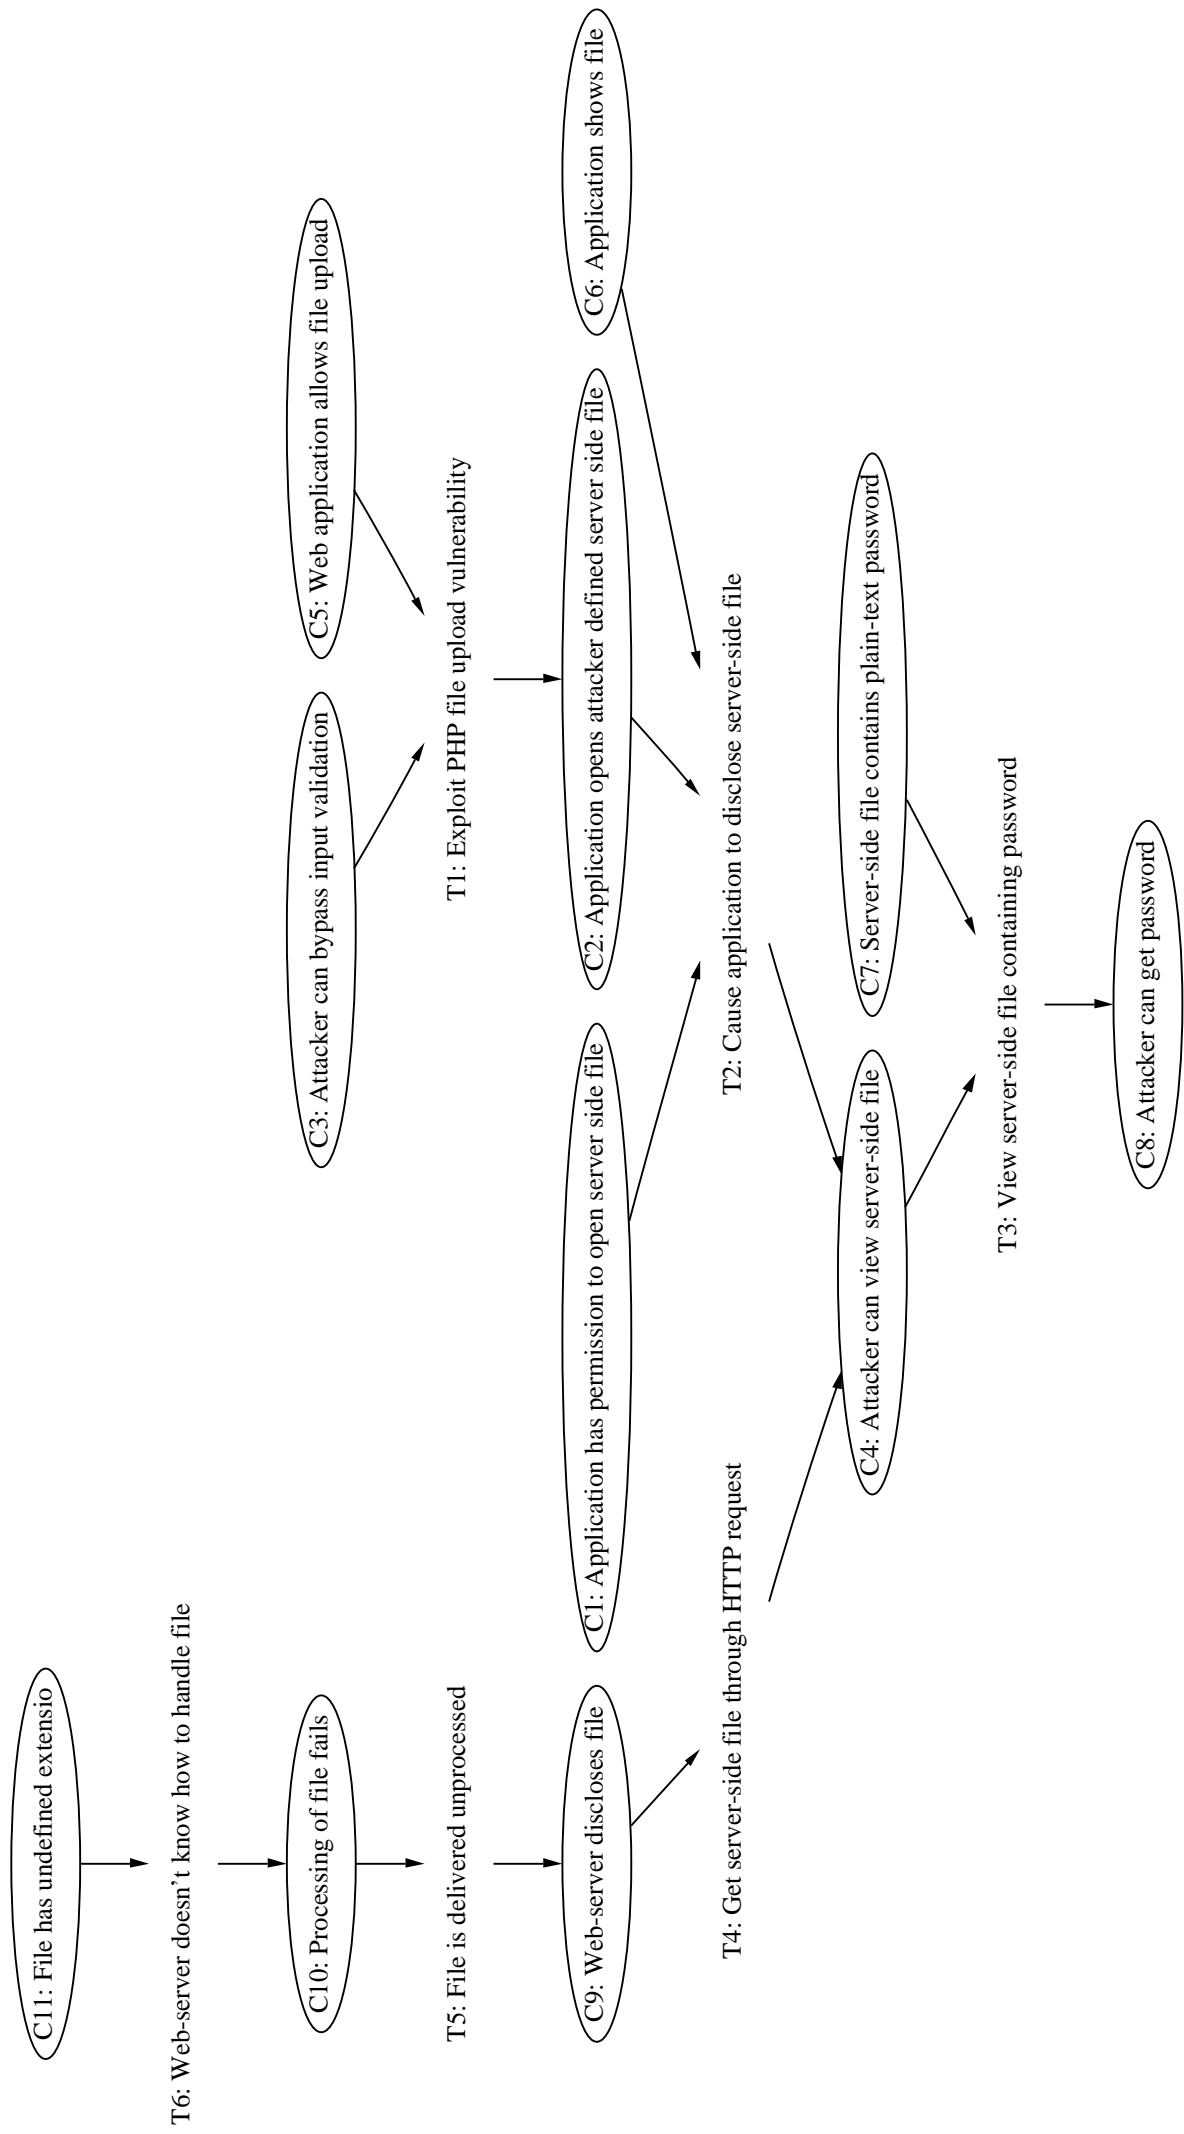 C11: File has undefined extensio
T6: Web-server doesn't know how to handle file
C10: Processing of file fails
C3: Attacker can bypass input validation
C5: Web application allows file upload
T5: File is delivered unprocessed
T1: Exploit PHP file upload vulnerability
C9: Web-server discloses file
C1: Application has permission to open server side file
C2: Application opens attacker defined server side file
C6: Application shows file
T4: Get server-side file through HTTP request
T2: Cause application to disclose server-side file
C4: Attacker can view server-side file
C7: Server-side file contains plain-text password
T3: View server-side file containing password
C8: Attacker can get password